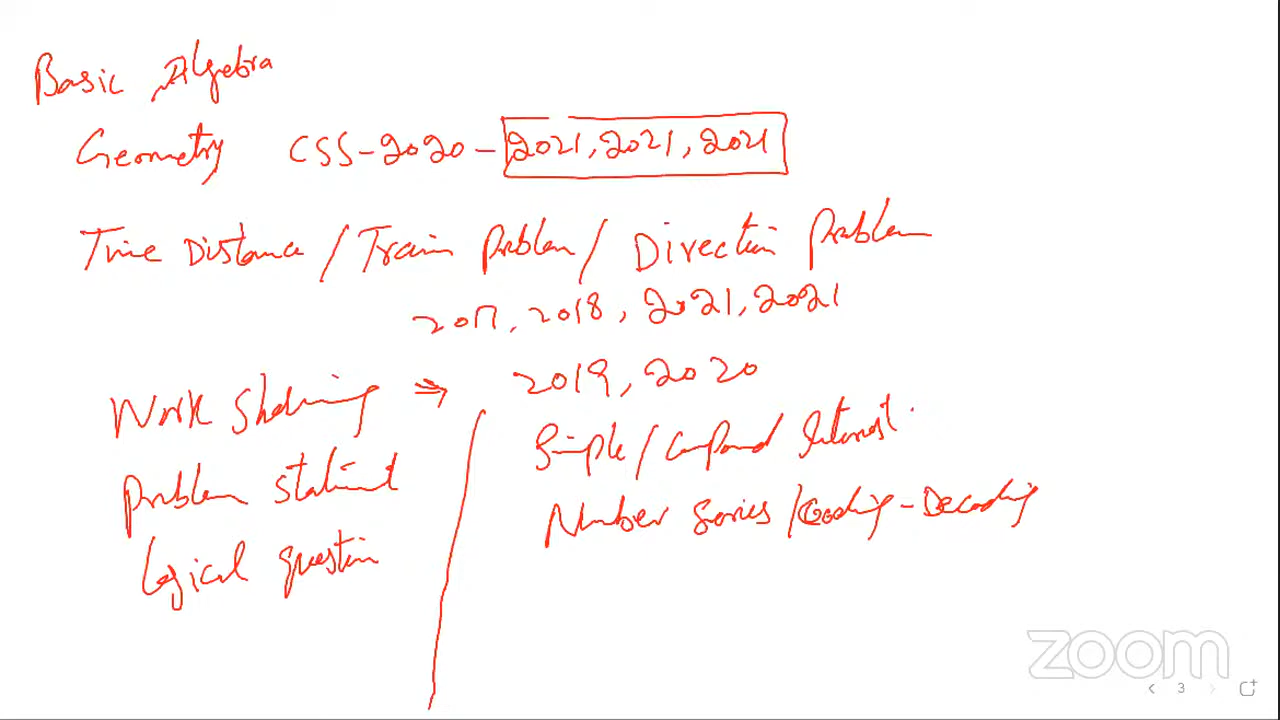 Basic Algebra
Geometry CSS-2020-2021, 2021, 2021
Time Distance / Train Problem / Direction Problem
2017, 2018, 2021, 2021
Work Sharing ⇒ 2019, 2020
Problem statement
Logical question
Simple / Compound Interest
Number Series / Coding-Decoding
zoom
3